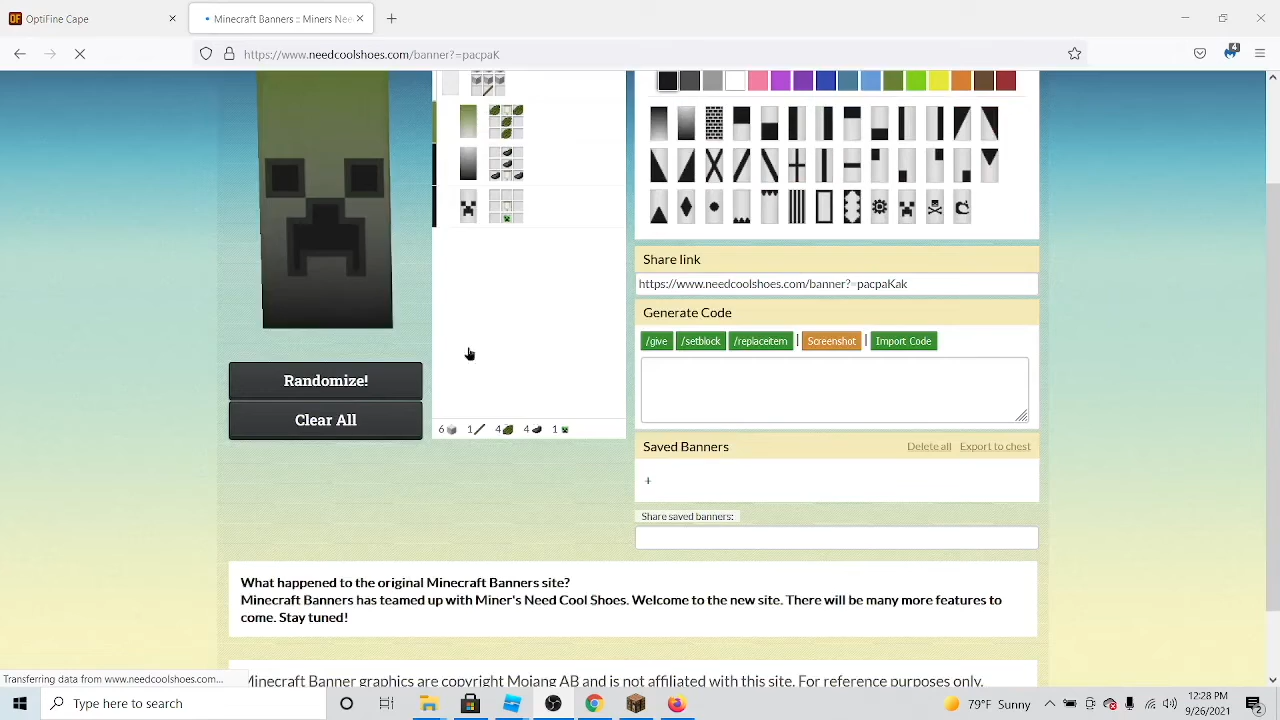 OptiFine Cape
Minecraft Banners :: Miners Nee
https://www.needcoolshoes.com/banner?=pacpaK
Share link
https://www.needcoolshoes.com/banner?=pacpaKak
Generate Code
/give /setblock /replaceitem | Screenshot | Import Code
Randomize!
Clear All
6 1 4 4 1
Saved Banners Delete all Export to chest
+
Share saved banners:
What happened to the original Minecraft Banners site?
Minecraft Banners has teamed up with Miner's Need Cool Shoes. Welcome to the new site. There will be many more features to
come. Stay tuned!
Minecraft Banner graphics are copyright Mojang AB and is not affiliated with this site. For reference purposes only.
Transferring data from www.needcoolshoes.com...
Type here to search
79°F Sunny
12:28 PM
9/26/2021